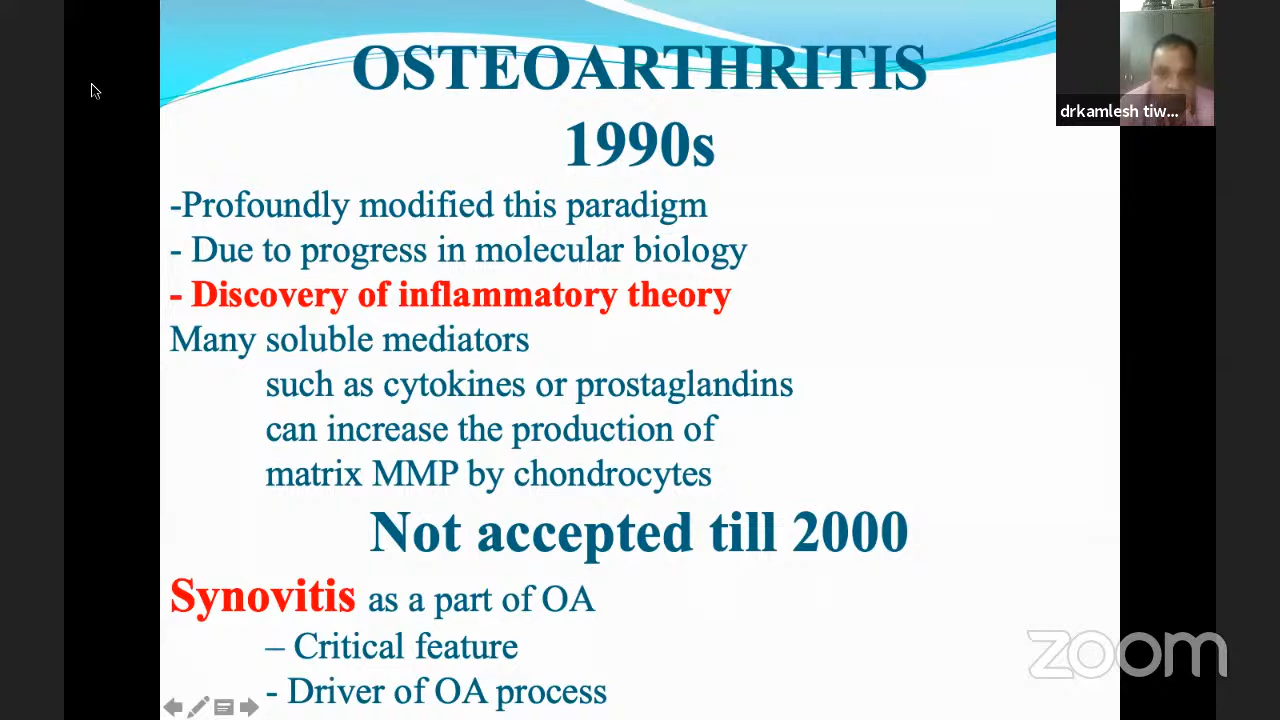 OSTEOARTHRITIS
1990s
-Profoundly modified this paradigm
- Due to progress in molecular biology
- Discovery of inflammatory theory
Many soluble mediators
such as cytokines or prostaglandins
can increase the production of
matrix MMP by chondrocytes
Not accepted till 2000
Synovitis as a part of OA
– Critical feature
- Driver of OA process
drkamlesh tiw...
zoom